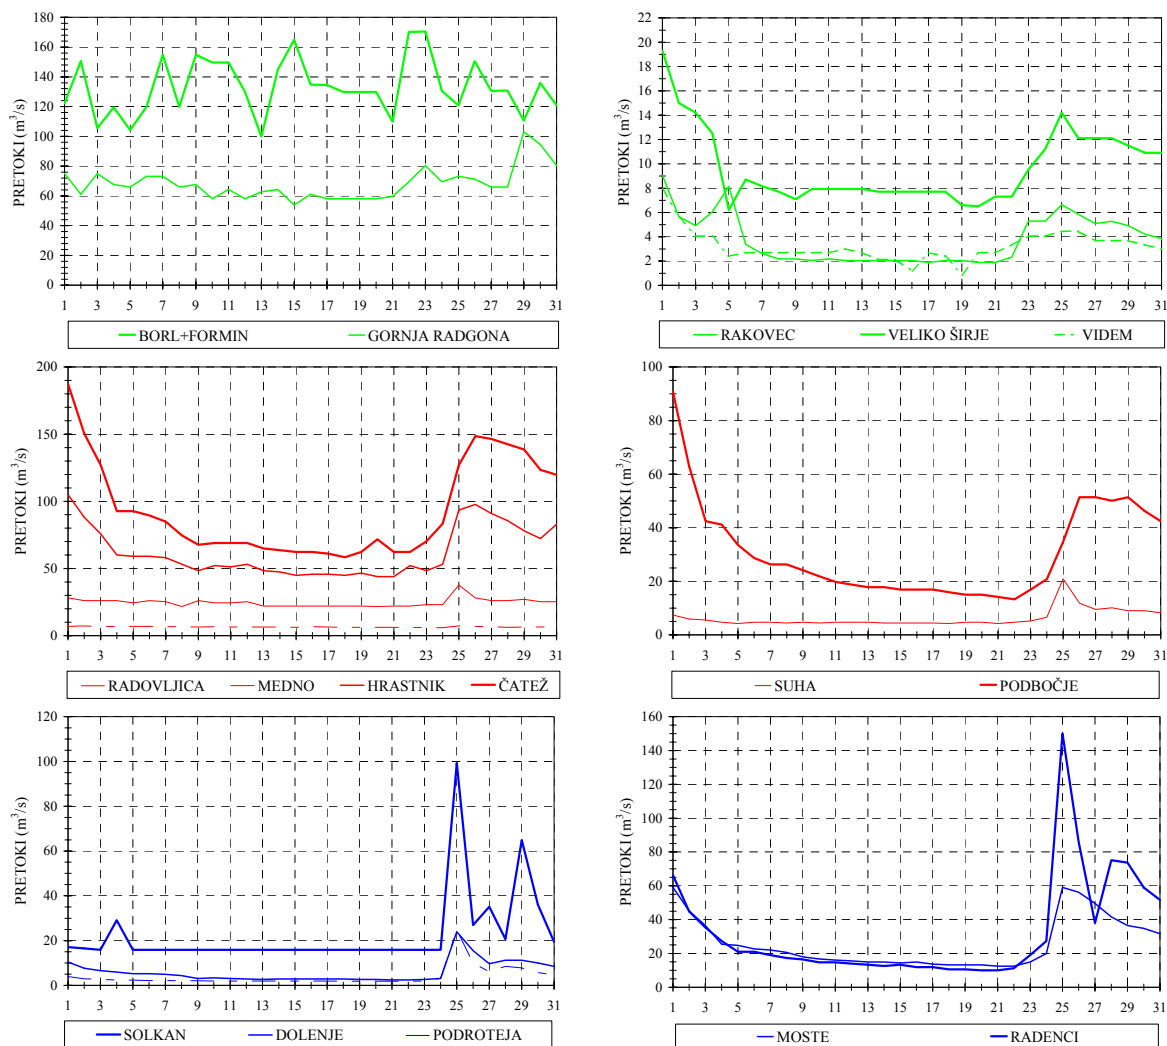 PRETOKI (m³/s)
180
160
140
120
100
80
60
40
20
0
1 3 5 7 9 11 13 15 17 19 21 23 25 27 29 31
BORL+FORMIN GORNJA RADGONA
PRETOKI (m³/s)
22
20
18
16
14
12
10
8
6
4
2
0
1 3 5 7 9 11 13 15 17 19 21 23 25 27 29 31
RAKOVEC VELIKO ŠIRJE VIDEM
PRETOKI (m³/s)
200
150
100
50
0
1 3 5 7 9 11 13 15 17 19 21 23 25 27 29 31
RADOVLJICA MEDNO HRASTNIK ČATEŽ
PRETOKI (m³/s)
100
80
60
40
20
0
1 3 5 7 9 11 13 15 17 19 21 23 25 27 29 31
SUHA PODBOČJE
PRETOKI (m³/s)
120
100
80
60
40
20
0
1 3 5 7 9 11 13 15 17 19 21 23 25 27 29 31
SOLKAN DOLENJE PODROTEJA
PRETOKI (m³/s)
160
140
120
100
80
60
40
20
0
1 3 5 7 9 11 13 15 17 19 21 23 25 27 29 31
MOSTE RADENCI